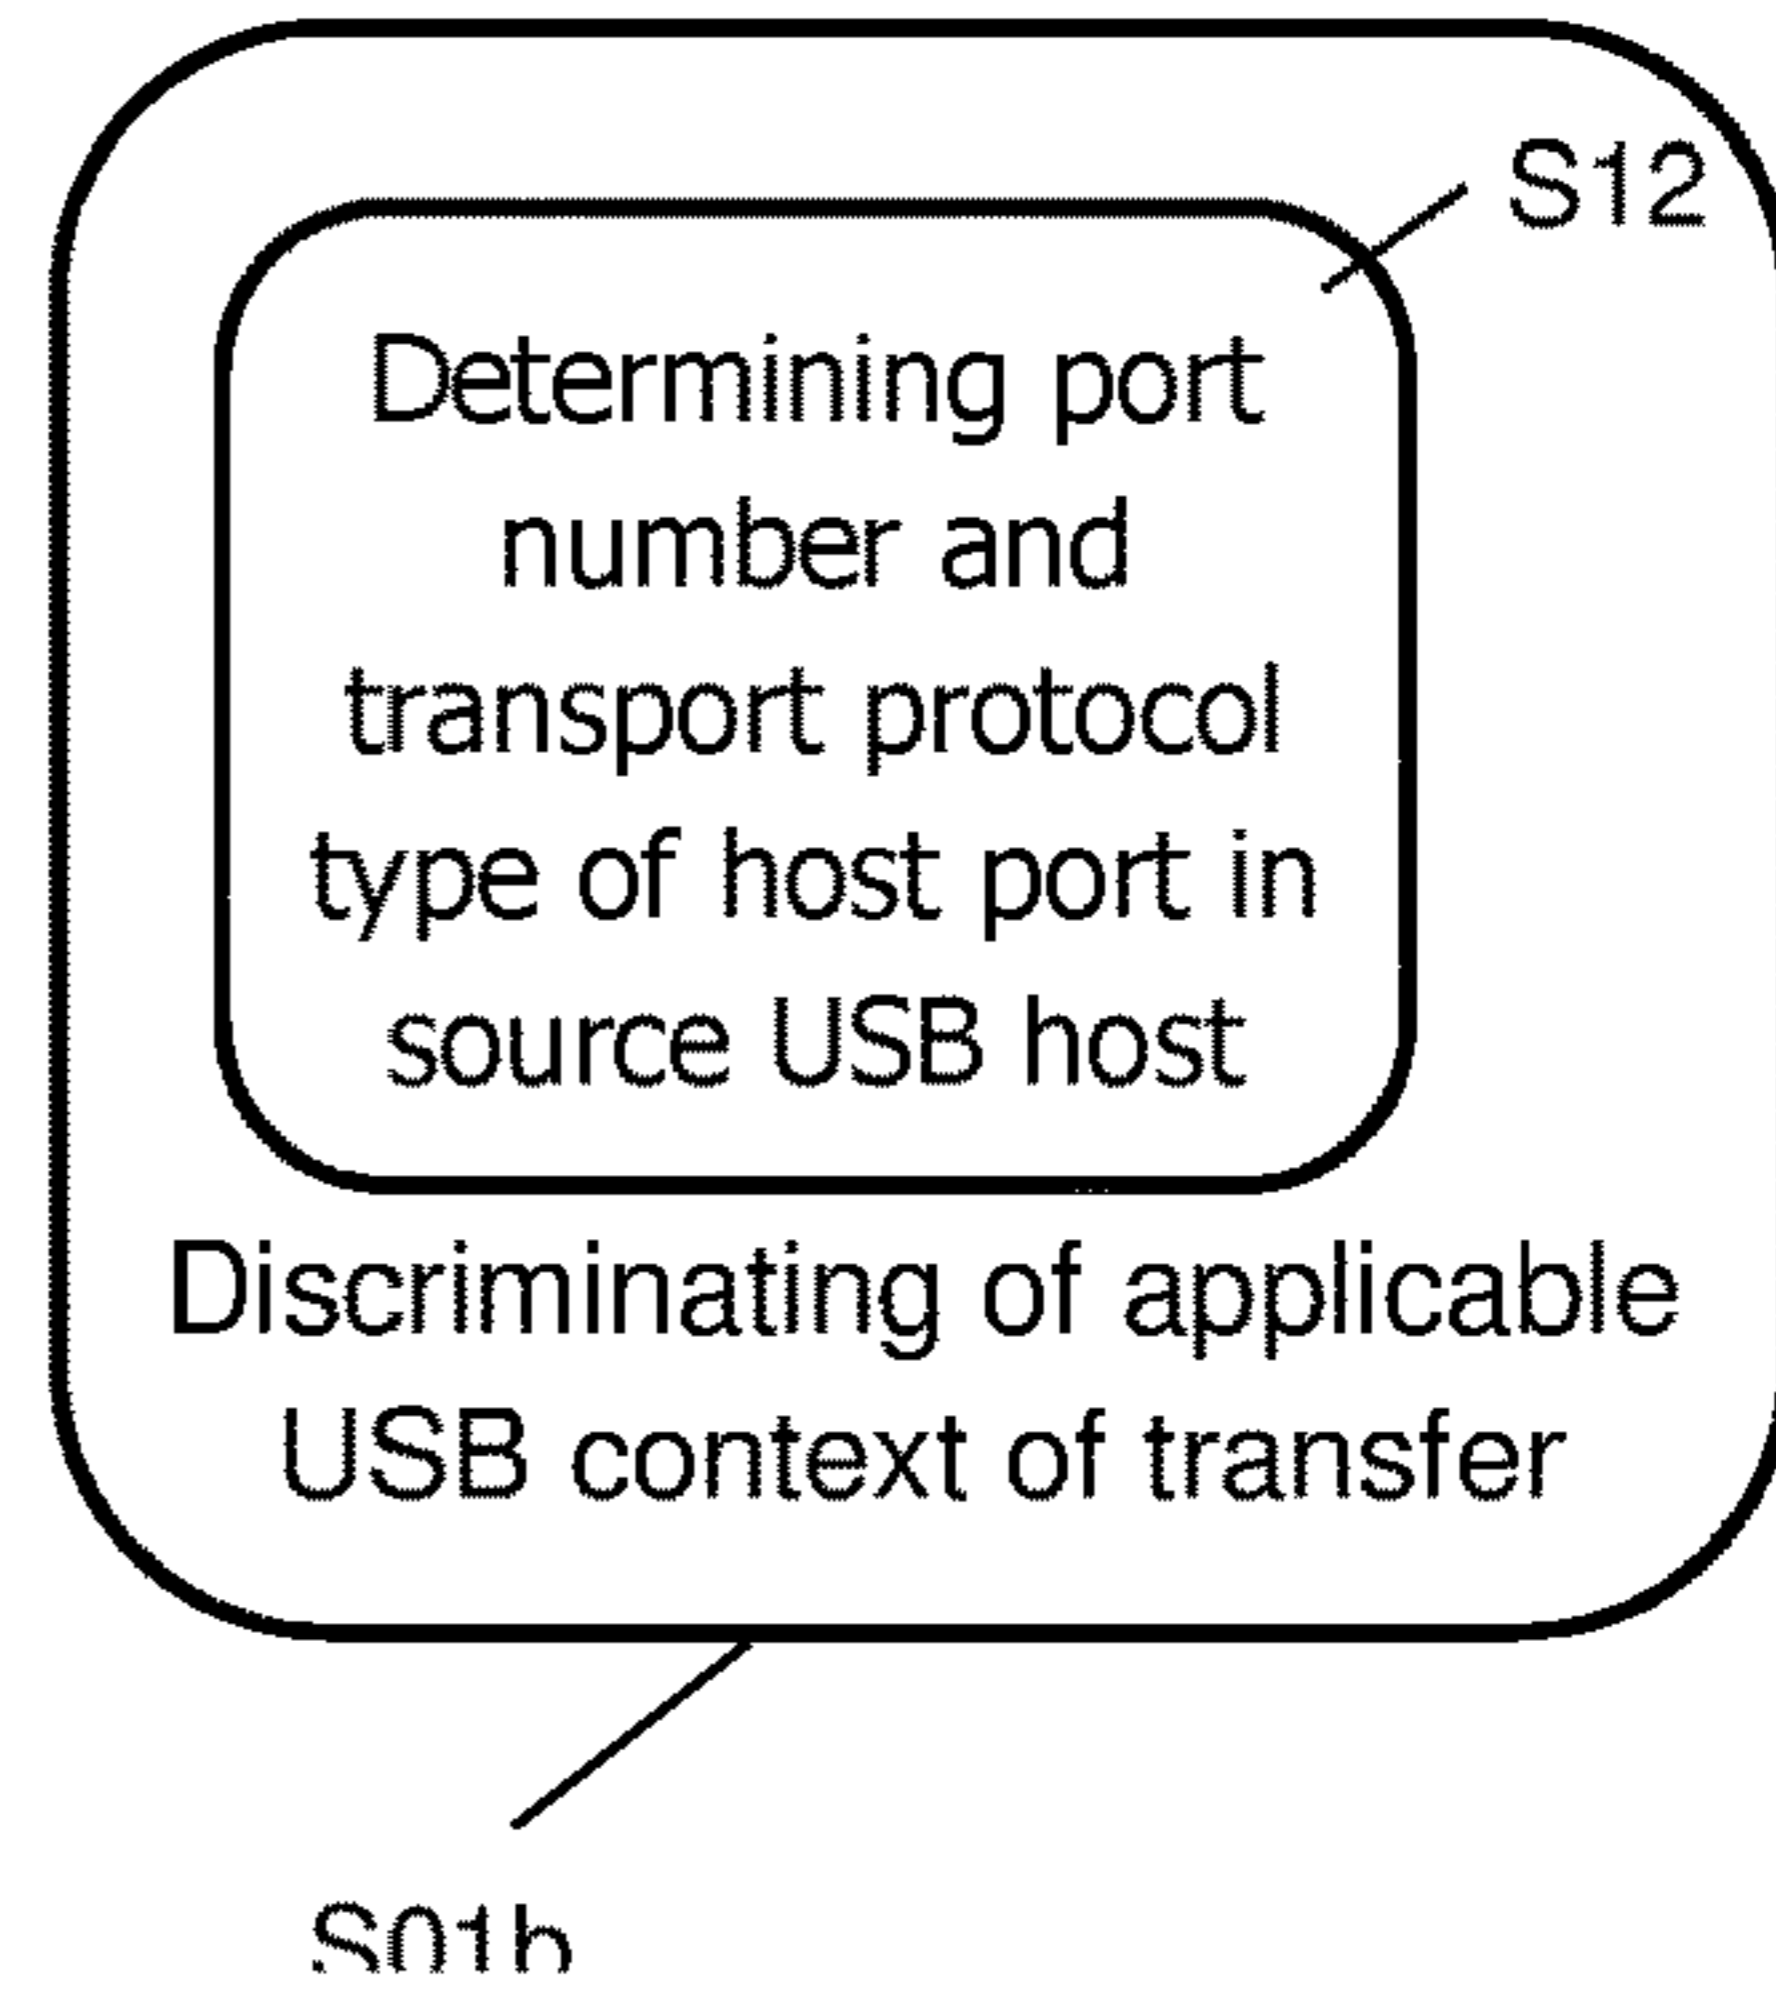 S12
Determining port
number and
transport protocol
type of host port in
source USB host
Discriminating of applicable
USB context of transfer